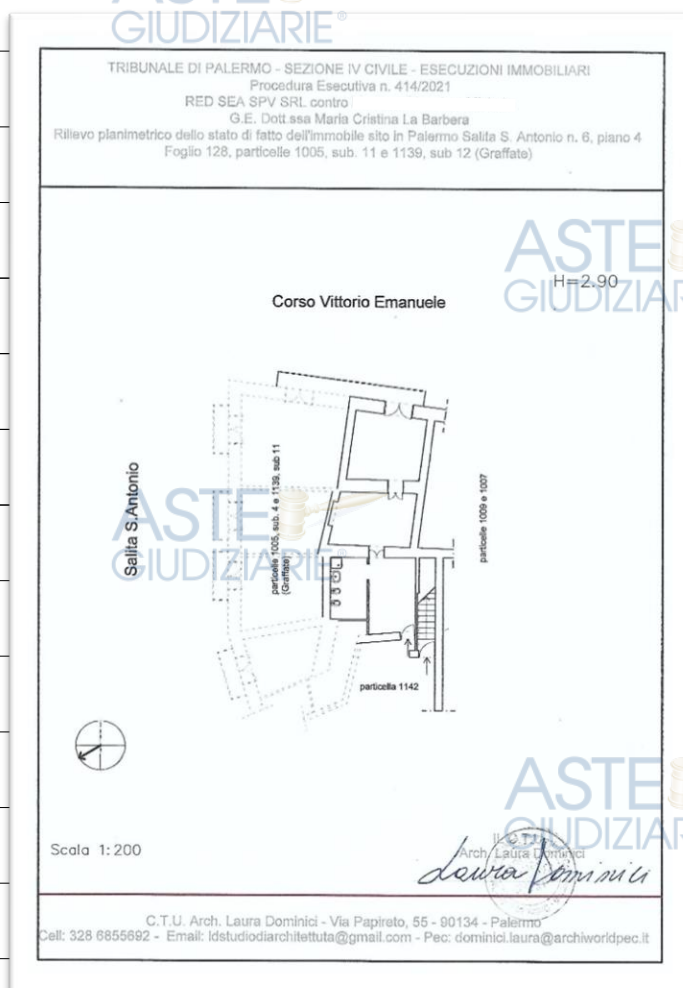 ASTE
GIUDIZIARIE®
TRIBUNALE DI PALERMO - SEZIONE IV CIVILE - ESECUZIONI IMMOBILIARI
Procedura Esecutiva n. 414/2021
RED SEA SPV SRL contro
G.E. Dott.ssa Maria Cristina La Barbera
Rilievo planimetrico dello stato di fatto dell'immobile sito in Palermo Salita S. Antonio n. 6, piano 4
Foglio 128, particelle 1005, sub. 11 e 1139, sub 12 (Graffate)
ASTE
GIUDIZIAR
H=2.90
Corso Vittorio Emanuele
Salita S.Antonio
particelle 1005, sub. 4 e 1139, sub 11
(Graffate)
particelle 1009 e 1007
ASTE
GIUDIZIARIE®
particella 1142
ASTE
GIUDIZIAR
Scala 1:200
IL C.T.U.
Arch. Laura Dominici
Laura Dominici
C.T.U. Arch. Laura Dominici - Via Papireto, 55 - 90134 - Palermo
Cell: 328 6855692 - Email: ldstudiodiarchitettuta@gmail.com - Pec: dominici.laura@archiworldpec.it